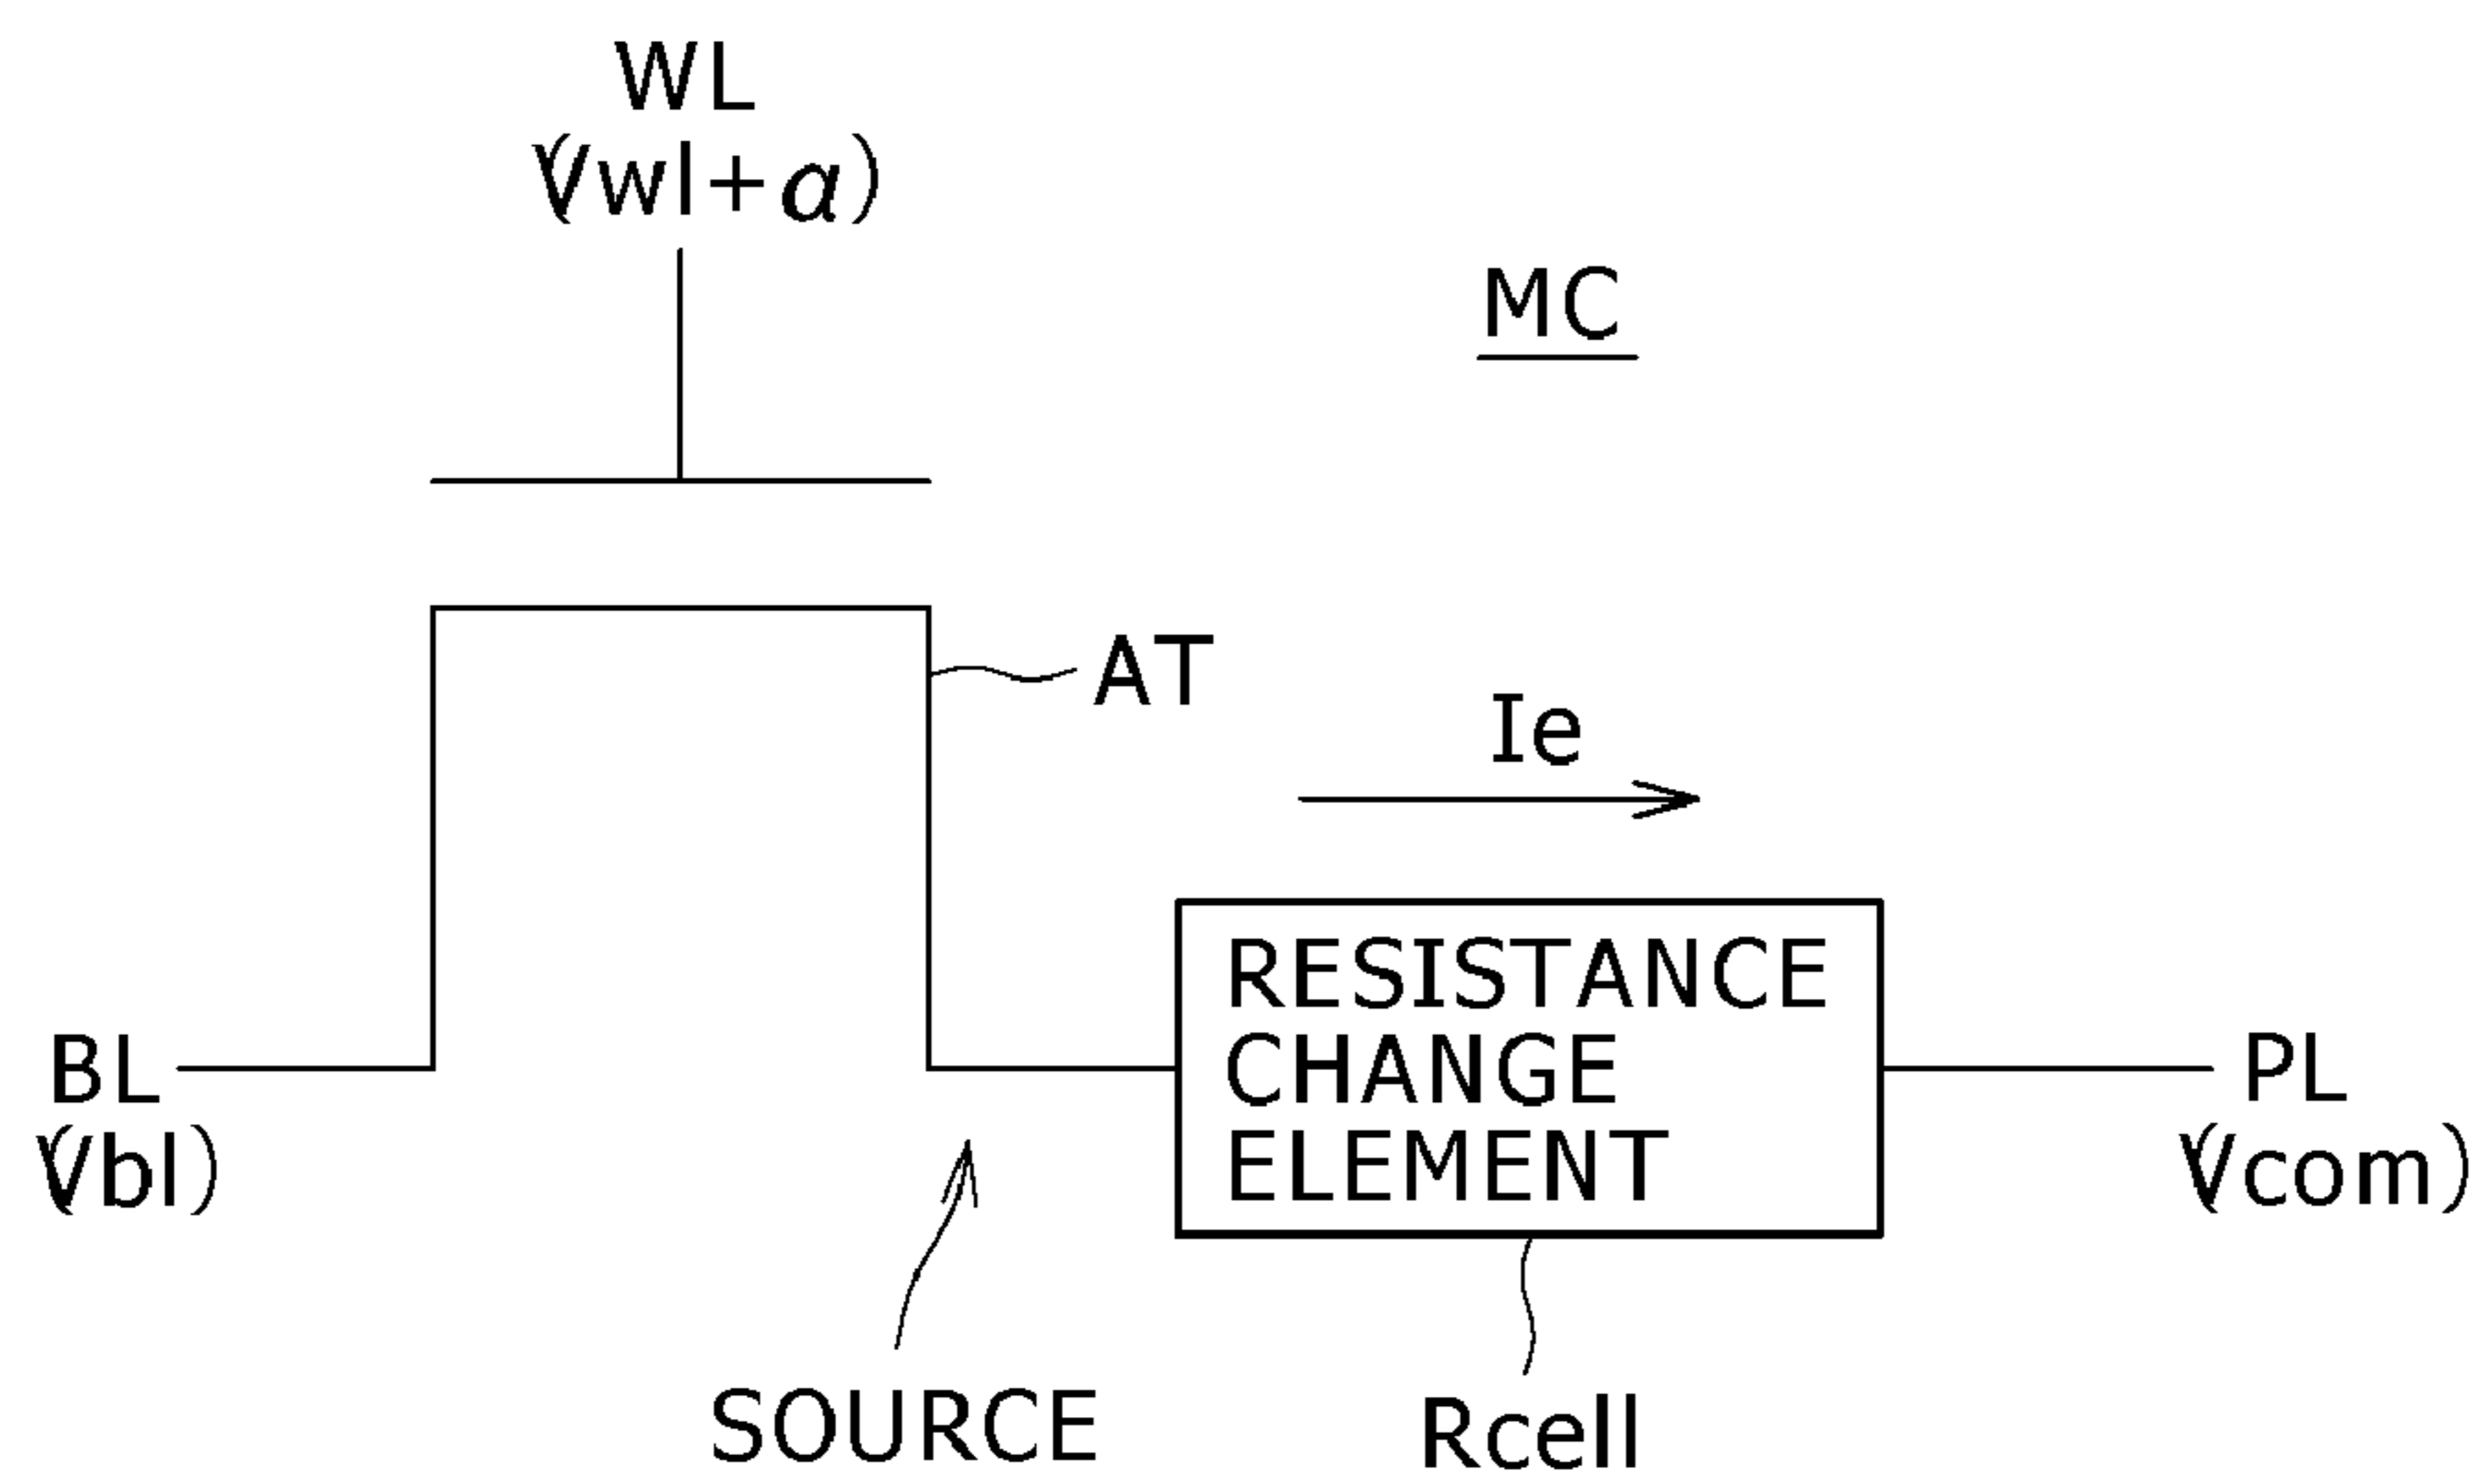 WL
(Vwl+α)
MC
AT
Ie
RESISTANCE
CHANGE
ELEMENT
BL
(Vbl)
PL
(Vcom)
SOURCE
Rcell